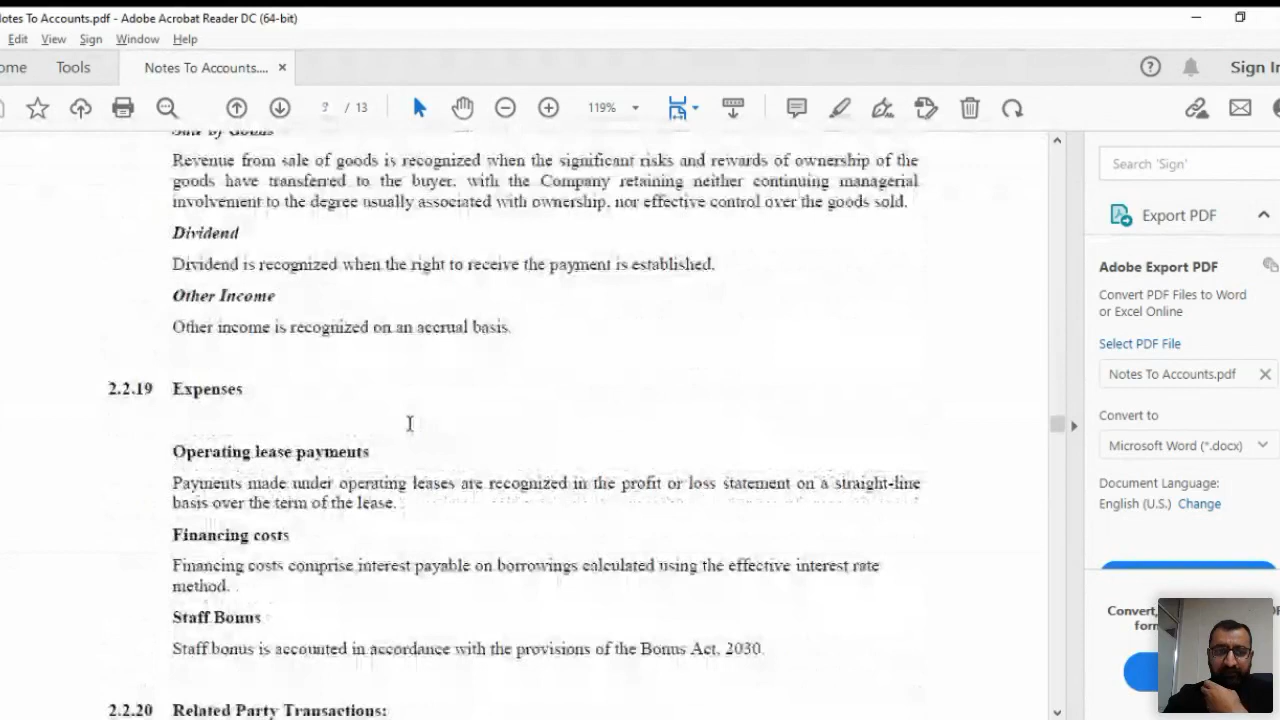 otes To Accounts.pdf - Adobe Acrobat Reader DC (64-bit)
Edit View Sign Window Help
ome Tools Notes To Accounts.... ×
9 / 13 119%
Sign In
Sale by Goods
Revenue from sale of goods is recognized when the significant risks and rewards of ownership of the
goods have transferred to the buyer, with the Company retaining neither continuing managerial
involvement to the degree usually associated with ownership, nor effective control over the goods sold.
Dividend
Dividend is recognized when the right to receive the payment is established.
Other Income
Other income is recognized on an accrual basis.
2.2.19 Expenses
Operating lease payments
Payments made under operating leases are recognized in the profit or loss statement on a straight-line
basis over the term of the lease.
Financing costs
Financing costs comprise interest payable on borrowings calculated using the effective interest rate
method.
Staff Bonus
Staff bonus is accounted in accordance with the provisions of the Bonus Act, 2030.
2.2.20 Related Party Transactions:
Search 'Sign'
Export PDF
Adobe Export PDF
Convert PDF Files to Word
or Excel Online
Select PDF File
Notes To Accounts.pdf
Convert to
Microsoft Word (*.docx)
Document Language:
English (U.S.) Change
Convert,